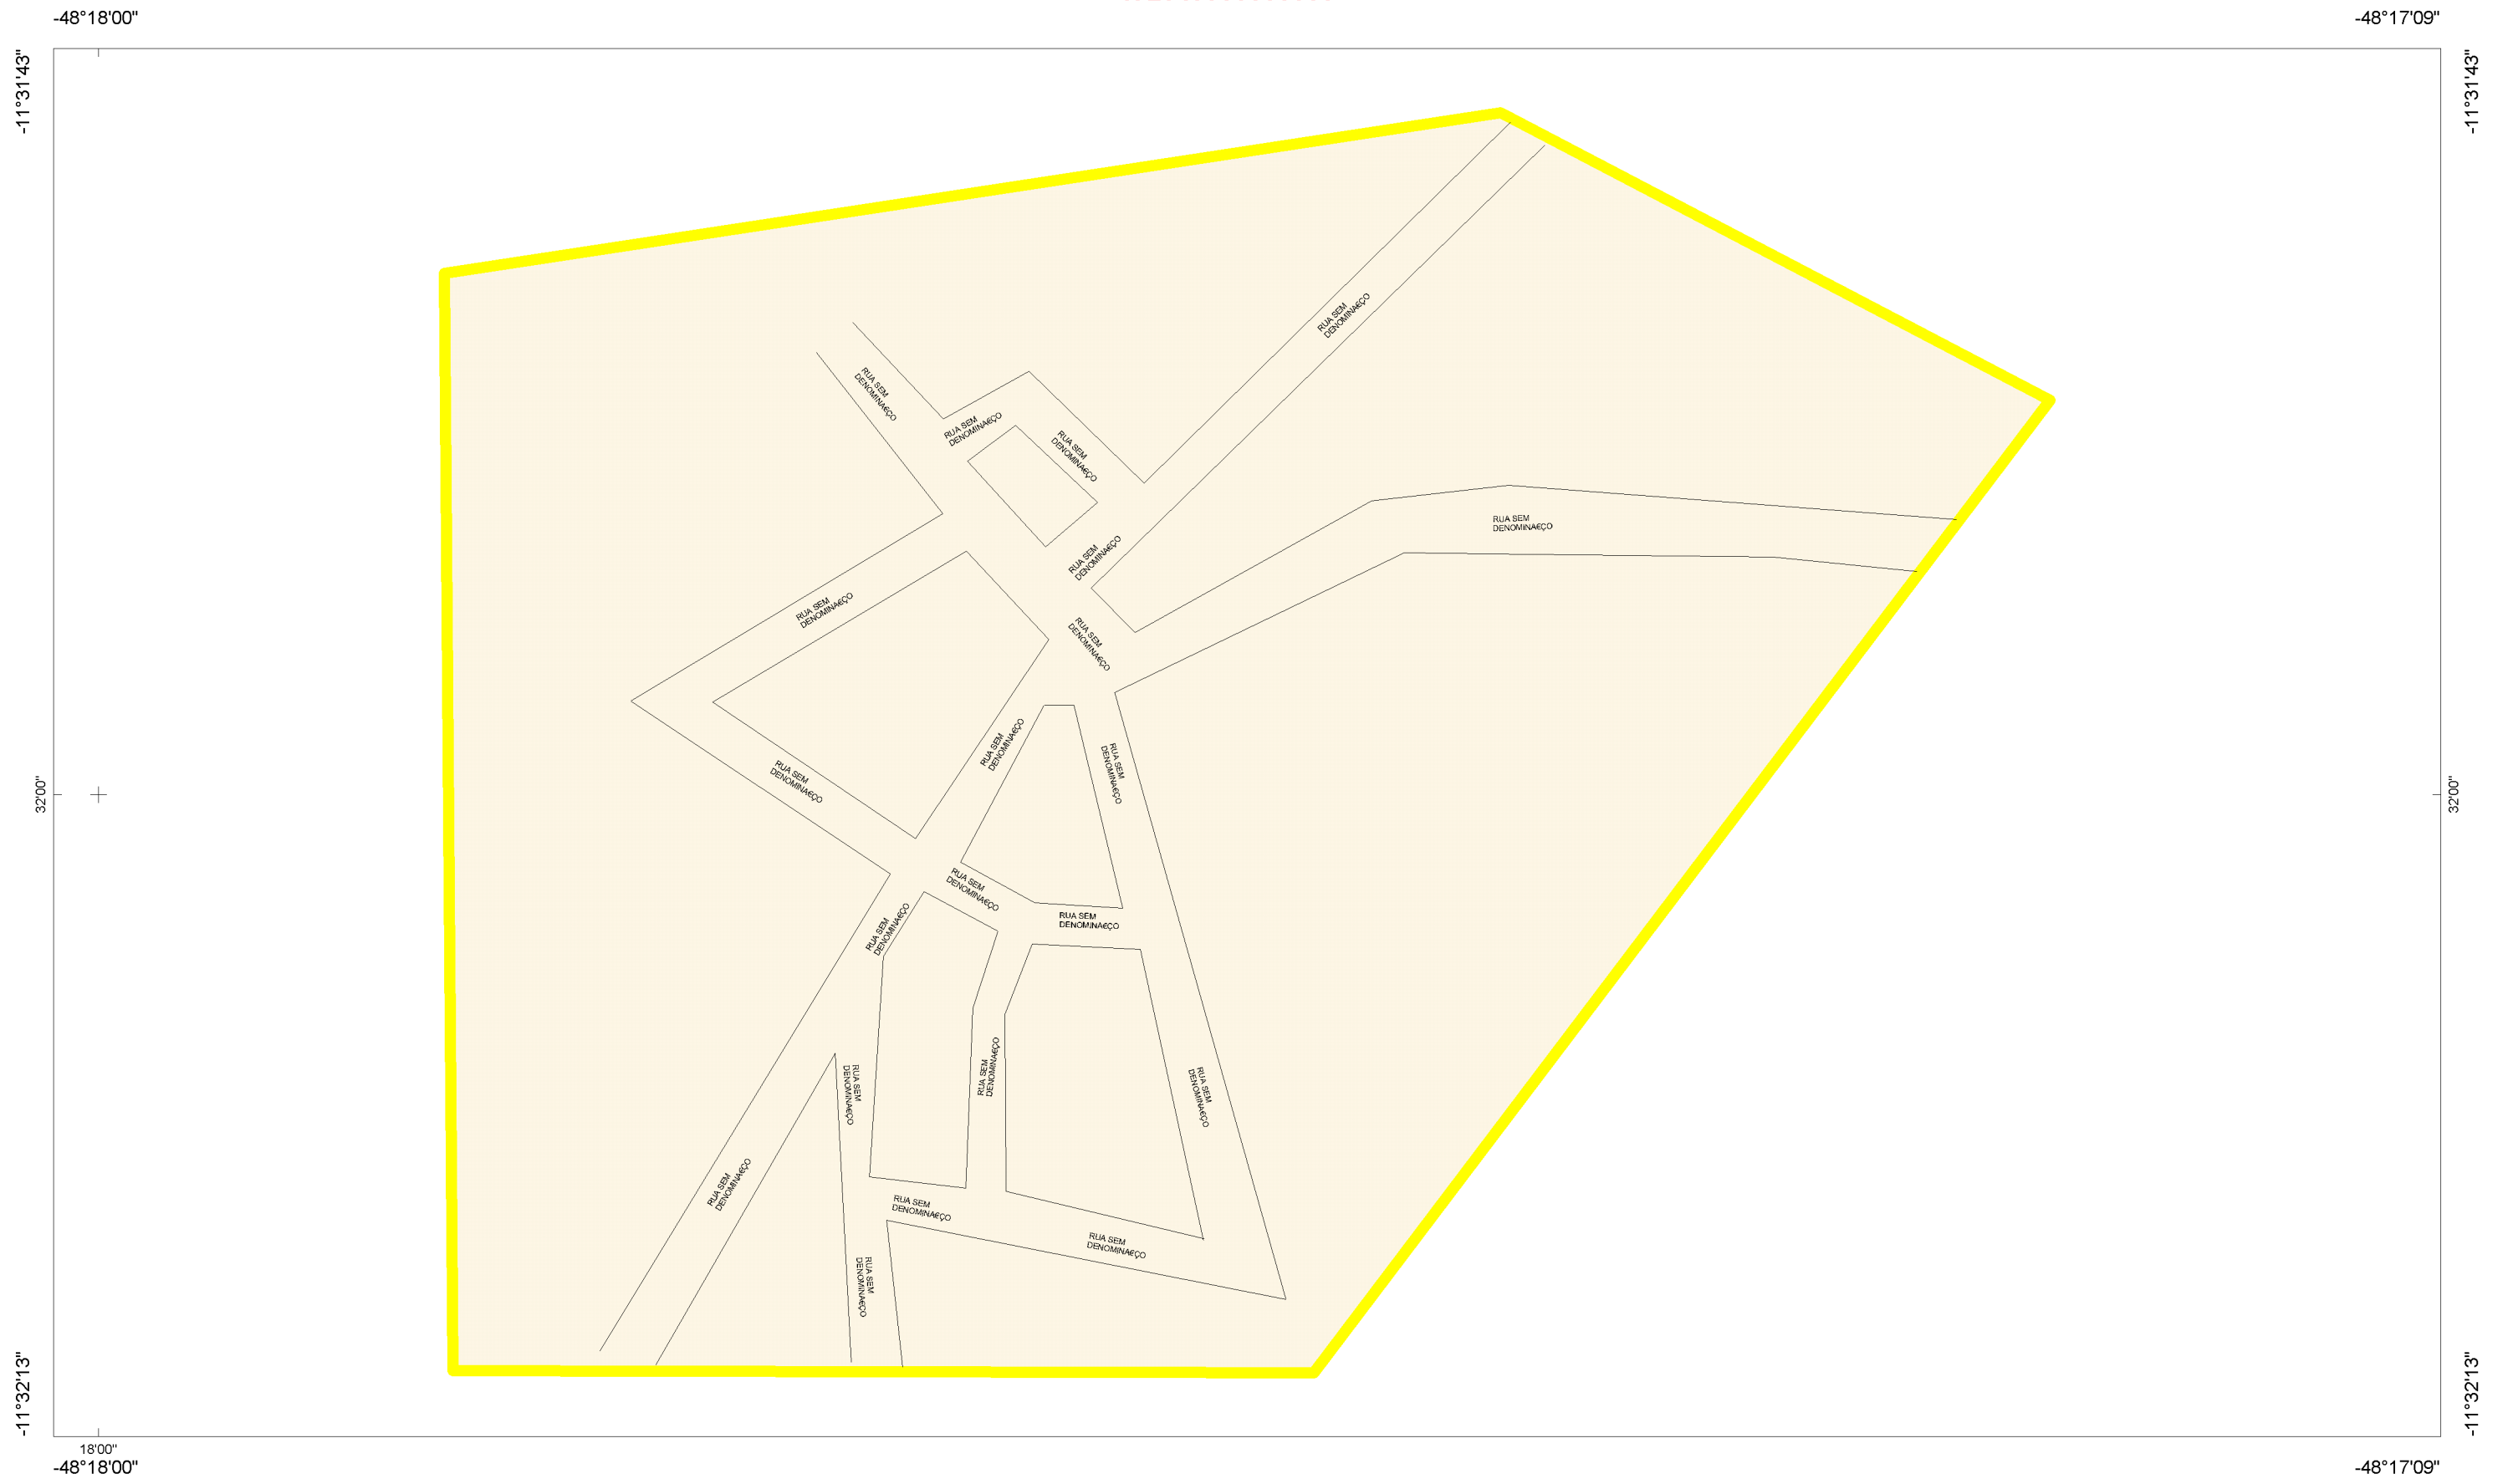 -48°18'00"
-48°17'09"
-11°31'43"
-11°31'43"
RUA SEM
DENOMINA€ÇO
RUA SEM
DENOMINA€ÇO
RUA SEM
DENOMINA€ÇO
RUA SEM
DENOMINA€ÇO
RUA SEM
DENOMINA€ÇO
RUA SEM
DENOMINA€ÇO
RUA SEM
DENOMINA€ÇO
RUA SEM
DENOMINA€ÇO
RUA SEM
DENOMINA€ÇO
RUA SEM
DENOMINA€ÇO
RUA SEM
DENOMINA€ÇO
32'00"
32'00"
RUA SEM
DENOMINA€ÇO
RUA SEM
DENOMINA€ÇO
RUA SEM
DENOMINA€ÇO
RUA SEM
DENOMINA€ÇO
RUA SEM
DENOMINA€ÇO
RUA SEM
DENOMINA€ÇO
RUA SEM
DENOMINA€ÇO
RUA SEM
DENOMINA€ÇO
RUA SEM
DENOMINA€ÇO
RUA SEM
DENOMINA€ÇO
-11°32'13"
-11°32'13"
18'00"
-48°18'00"
-48°17'09"